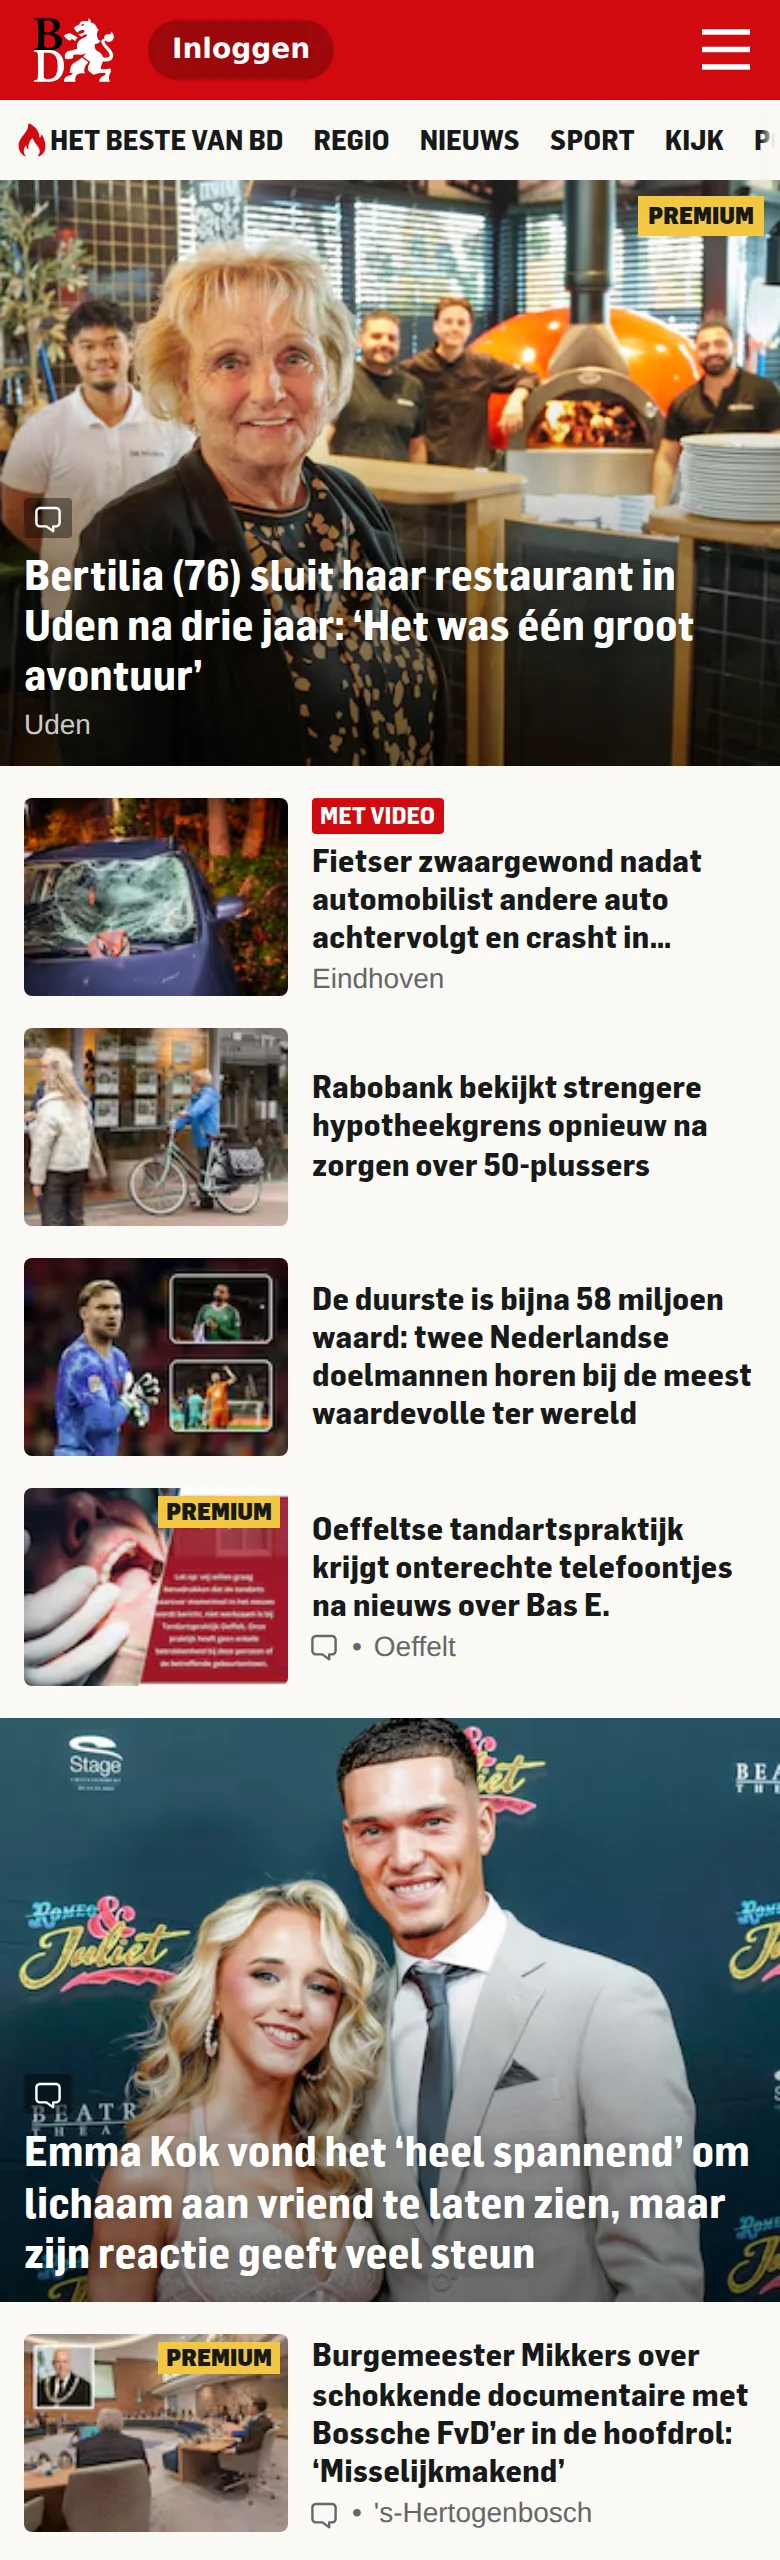 BD
Inloggen
HET BESTE VAN BD REGIO NIEUWS SPORT KIJK
PREMIUM
Bertilia (76) sluit haar restaurant in
Uden na drie jaar: ‘Het was één groot
avontuur’
Uden
MET VIDEO
Fietser zwaargewond nadat
automobilist andere auto
achtervolgt en crasht in...
Eindhoven
Rabobank bekijkt strengere
hypotheekgrens opnieuw na
zorgen over 50-plussers
De duurste is bijna 58 miljoen
waard: twee Nederlandse
doelmannen horen bij de meest
waardevolle ter wereld
PREMIUM
Oeffeltse tandartspraktijk
krijgt onterechte telefoontjes
na nieuws over Bas E.
• Oeffelt
Stage
Romeo
&
Juliet
Emma Kok vond het ‘heel spannend’ om
lichaam aan vriend te laten zien, maar
zijn reactie geeft veel steun
PREMIUM
Burgemeester Mikkers over
schokkende documentaire met
Bossche FvD’er in de hoofdrol:
‘Misselijkmakend’
• 's-Hertogenbosch